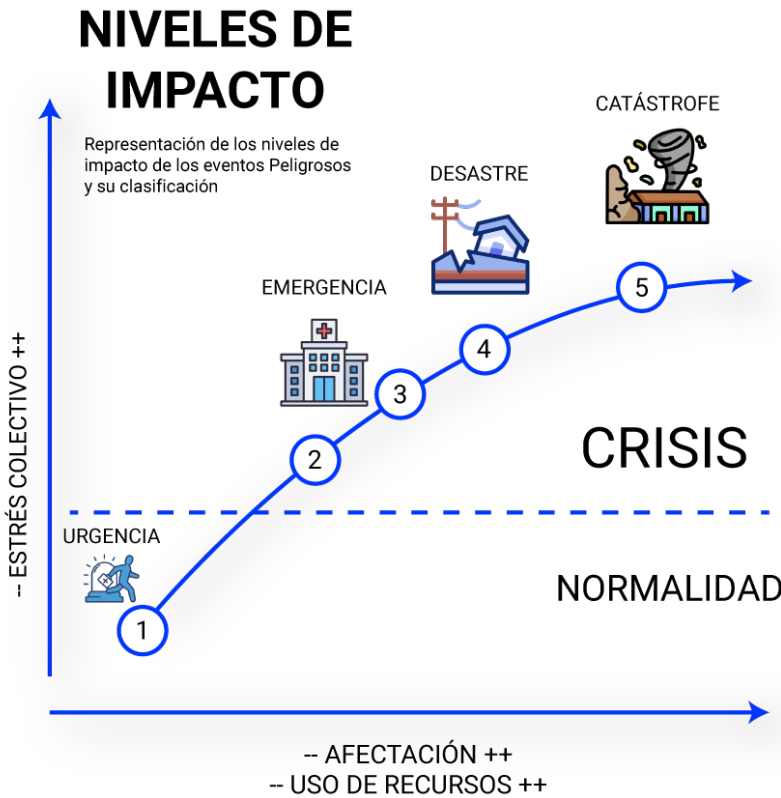 NIVELES DE
IMPACTO
Representación de los niveles de
impacto de los eventos Peligrosos
y su clasificación
CATÁSTROFE
DESASTRE
EMERGENCIA
5
4
3
2
CRISIS
URGENCIA
NORMALIDAD
1
-- ESTRÉS COLECTIVO ++
-- AFECTACIÓN ++
-- USO DE RECURSOS ++